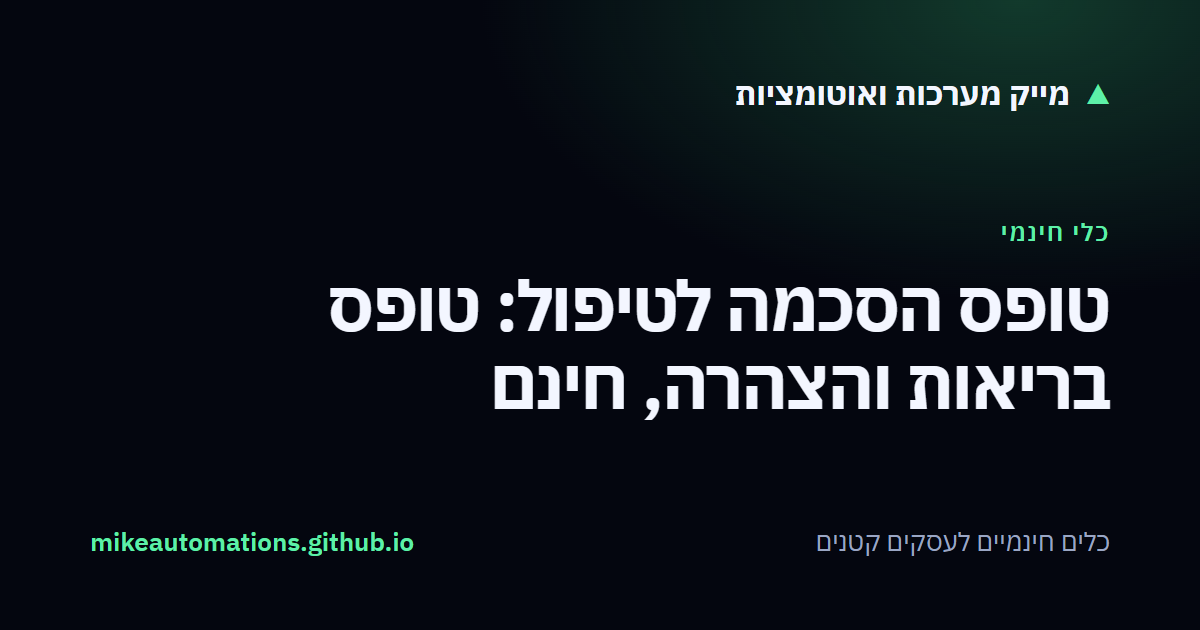 מייק מערכות ואוטומציות
כלי חינמי
טופס הסכמה לטיפול: טופס
בריאות והצהרה, חינם
כלים חינמיים לעסקים קטנים
mikeautomations.github.io